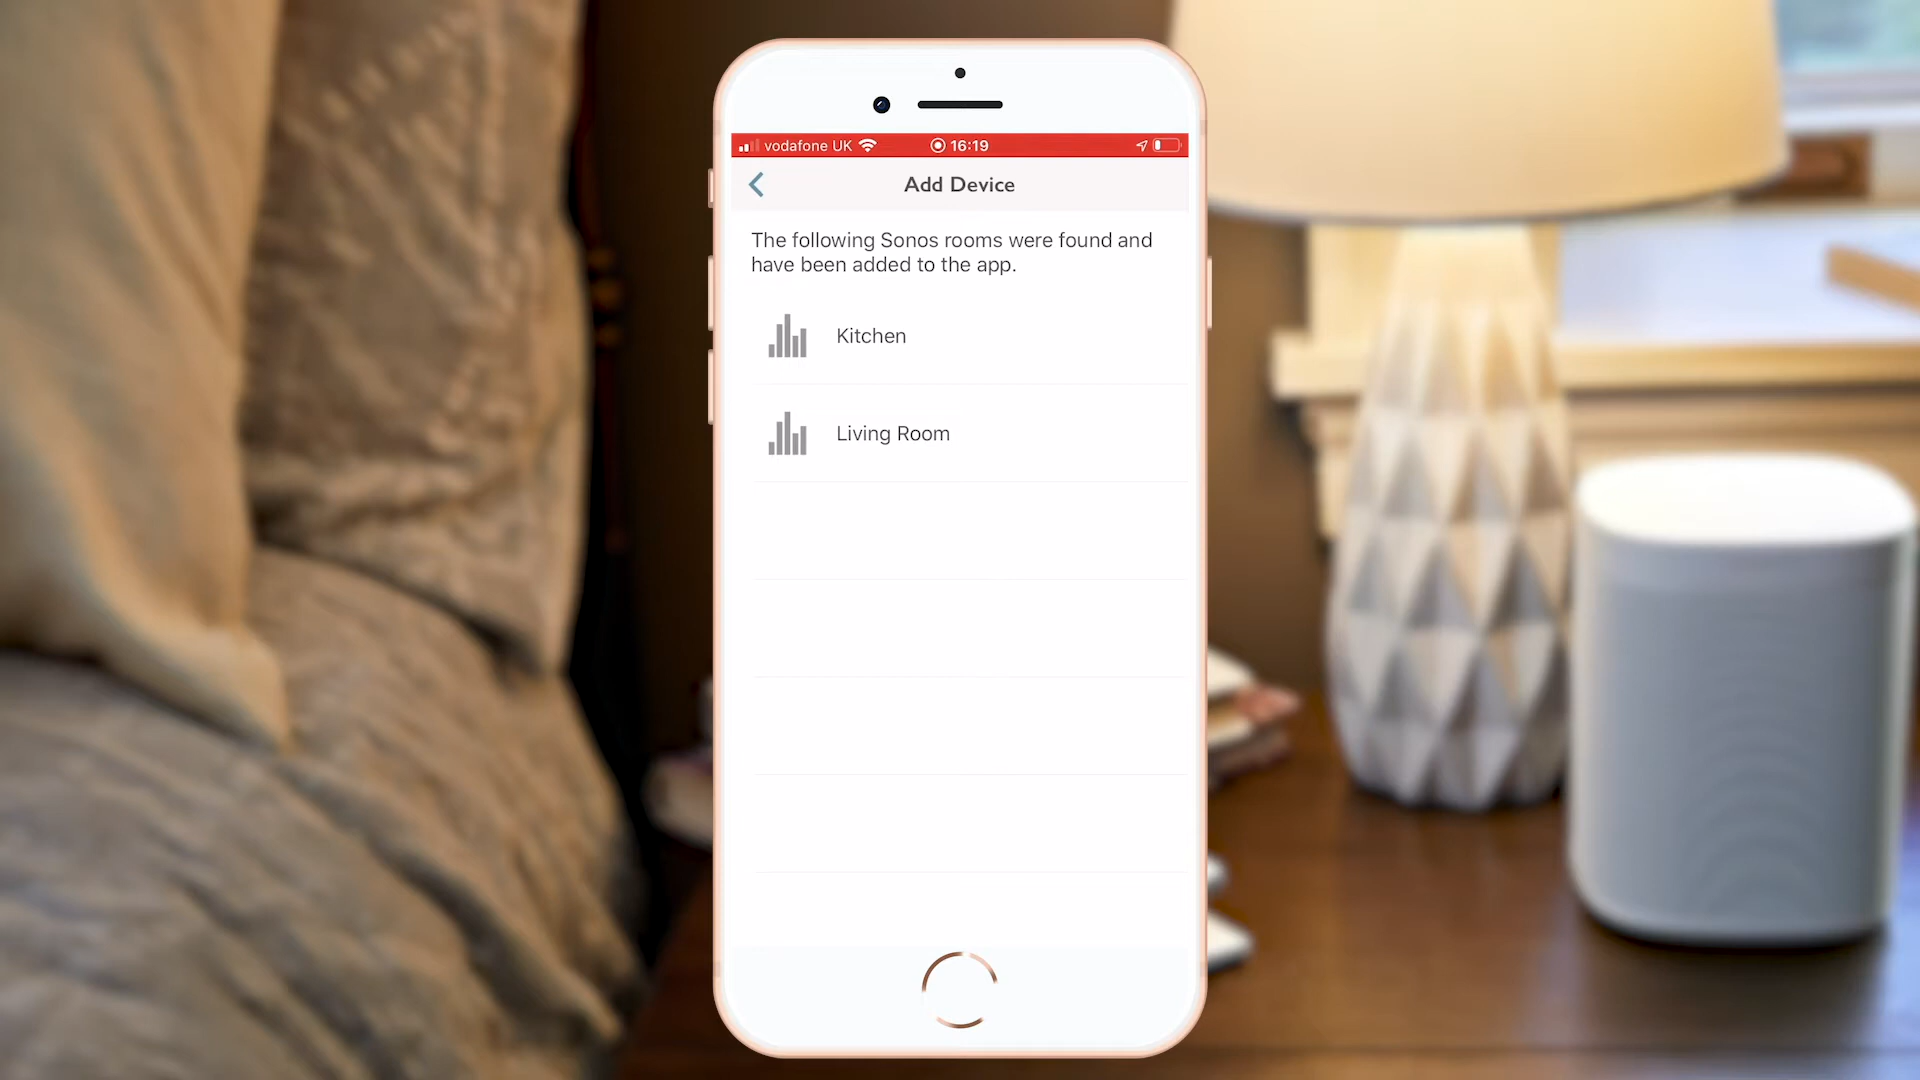 vodafone UK
16:19
Add Device
The following Sonos rooms were found and
have been added to the app.
Kitchen
Living Room